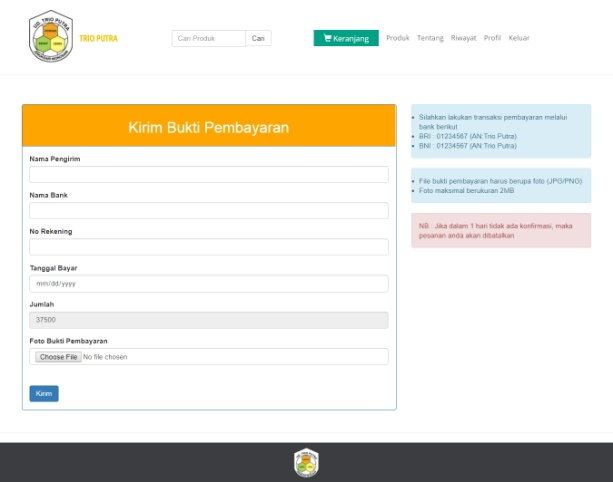 UD. TRIO PUTRA
TRIO PUTRA
Cari Produk
Cari
Keranjang
Produk
Tentang
Riwayat
Profil
Keluar
Kirim Bukti Pembayaran
Nama Pengirim
Nama Bank
No Rekening
Tanggal Bayar
mm/dd/yyyy
Jumlah
37500
Foto Bukti Pembayaran
Choose File No file chosen
Kirim
Silahkan lakukan transaksi pembayaran melalui
bank berikut
BRI : 01234567 (AN:Trio Putra)
BNI : 01234567 (AN:Trio Putra)
File bukti pembayaran harus berupa foto (JPG/PNG)
Foto maksimal berukuran 2MB
NB : Jika dalam 1 hari tidak ada konfirmasi, maka
pesanan anda akan dibatalkan